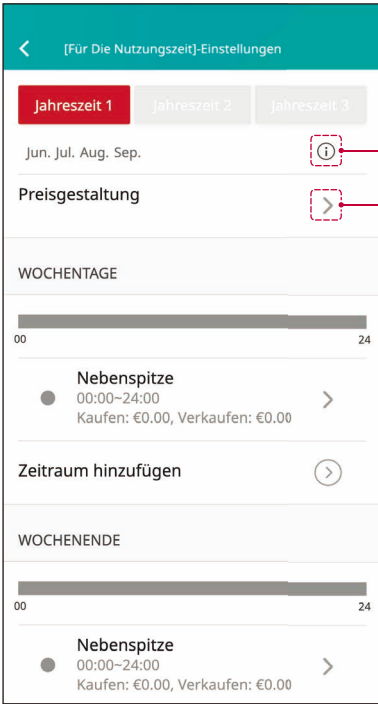 [Für Die Nutzungszeit]-Einstellungen
Jahreszeit 1 Jahreszeit 2 Jahreszeit 3
Jun. Jul. Aug. Sep.
Preisgestaltung
WOCHENTAGE
00 24
Nebenspitze
00:00~24:00
Kaufen: €0.00, Verkaufen: €0.00
Zeitraum hinzufügen
WOCHENENDE
00 24
Nebenspitze
00:00~24:00
Kaufen: €0.00, Verkaufen: €0.00